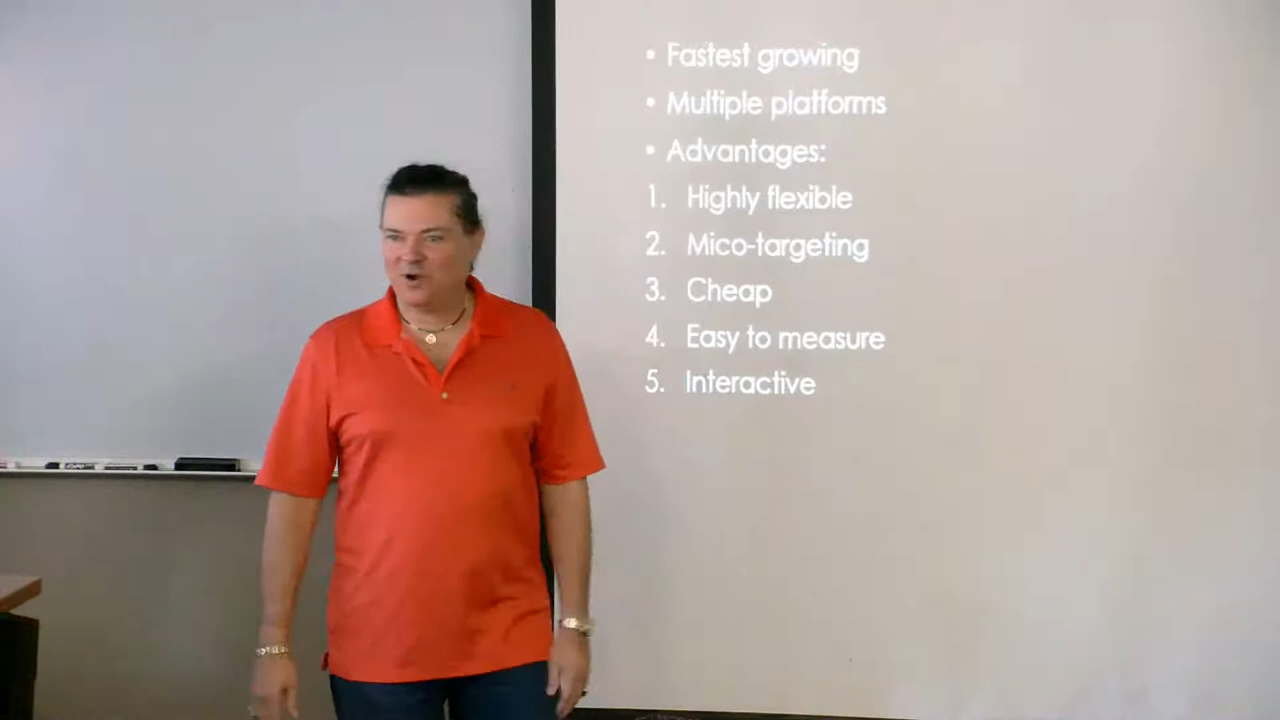 • Fastest growing
• Multiple platforms
• Advantages:
1. Highly flexible
2. Mico-targeting
3. Cheap
4. Easy to measure
5. Interactive